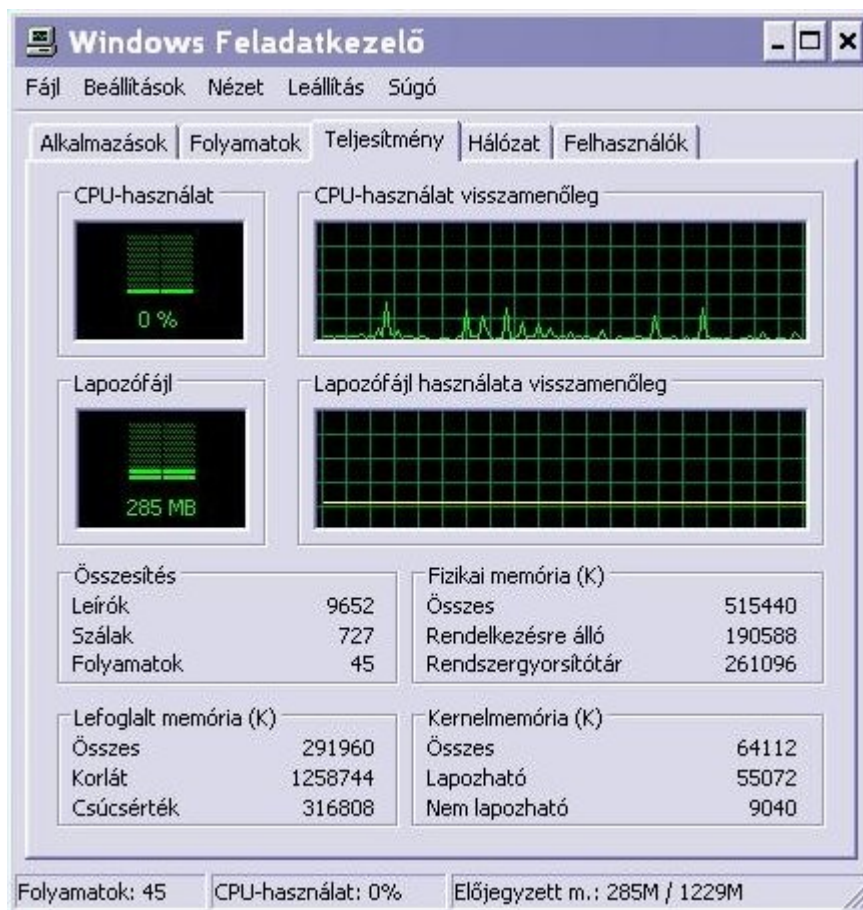 Windows Feladatkezelő
Fájl Beállítások Nézet Leállítás Súgó
Alkalmazások Folyamatok Teljesítmény Hálózat Felhasználók
CPU-használat
0 %
CPU-használat visszamenőleg
Lapozófájl
285 MB
Lapozófájl használata visszamenőleg
Összesítés
Leírók 9652
Szálak 727
Folyamatok 45
Fizikai memória (K)
Összes 515440
Rendelkezésre álló 190588
Rendszergyorsítótár 261096
Lefoglalt memória (K)
Összes 291960
Korlát 1258744
Csúcsérték 316808
Kernelmemória (K)
Összes 64112
Lapozható 55072
Nem lapozható 9040
Folyamatok: 45 CPU-használat: 0% Előjegyzett m.: 285M / 1229M